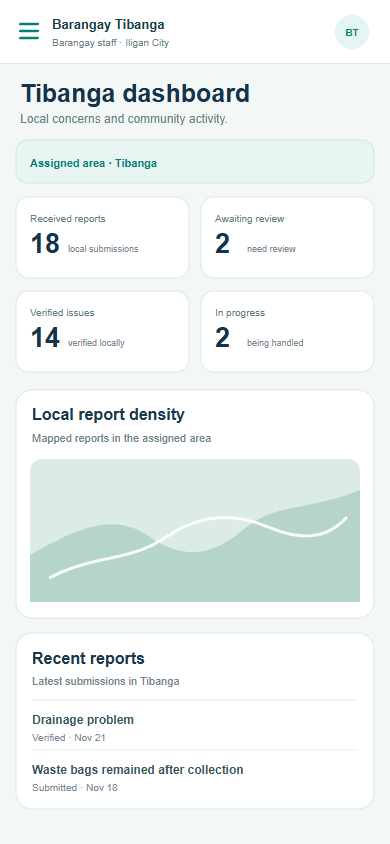 Barangay Tibanga
Barangay staff · Iligan City
BT
Tibanga dashboard
Local concerns and community activity.
Assigned area · Tibanga
Received reports
18 local submissions
Awaiting review
2 need review
Verified issues
14 verified locally
In progress
2 being handled
Local report density
Mapped reports in the assigned area
Recent reports
Latest submissions in Tibanga
Drainage problem
Verified · Nov 21
Waste bags remained after collection
Submitted · Nov 18